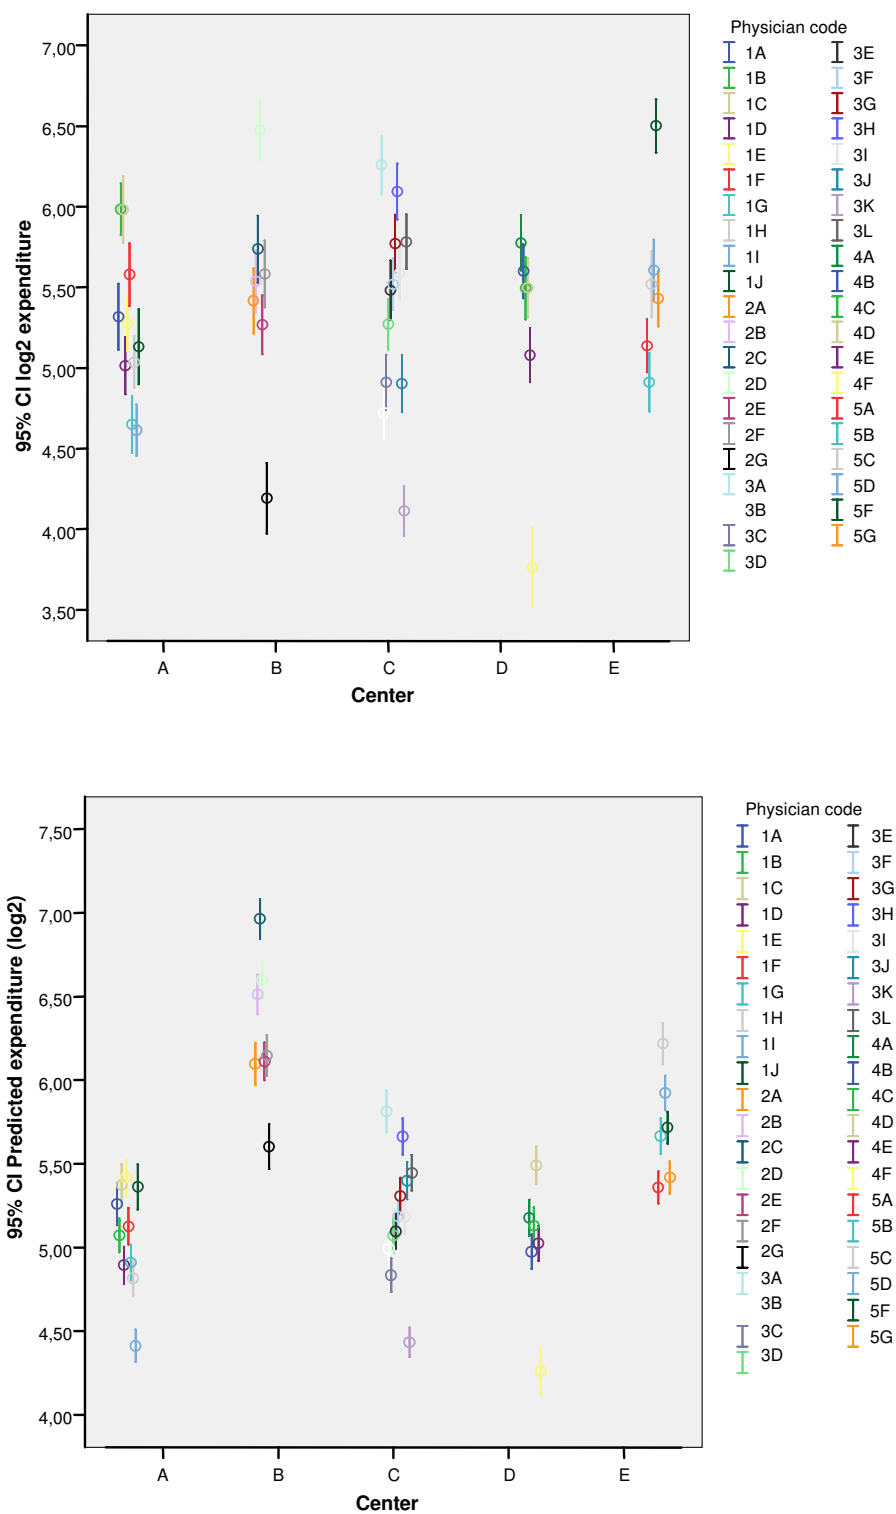 95% CI log2 expenditure
7,00
6,50
6,00
5,50
5,00
4,50
4,00
3,50
A B C D E
Center
Physician code
1A 3E
1B 3F
1C 3G
1D 3H
1E 3I
1F 3J
1G 3K
1H 3L
1I 4A
1J 4B
2A 4C
2B 4D
2C 4E
2D 4F
2E 5A
2F 5B
2G 5C
3A 5D
3B 5F
3C 5G
3D
95% CI Predicted expenditure (log2)
7,50
7,00
6,50
6,00
5,50
5,00
4,50
4,00
A B C D E
Center
Physician code
1A 3E
1B 3F
1C 3G
1D 3H
1E 3I
1F 3J
1G 3K
1H 3L
1I 4A
1J 4B
2A 4C
2B 4D
2C 4E
2D 4F
2E 5A
2F 5B
2G 5C
3A 5D
3B 5F
3C 5G
3D